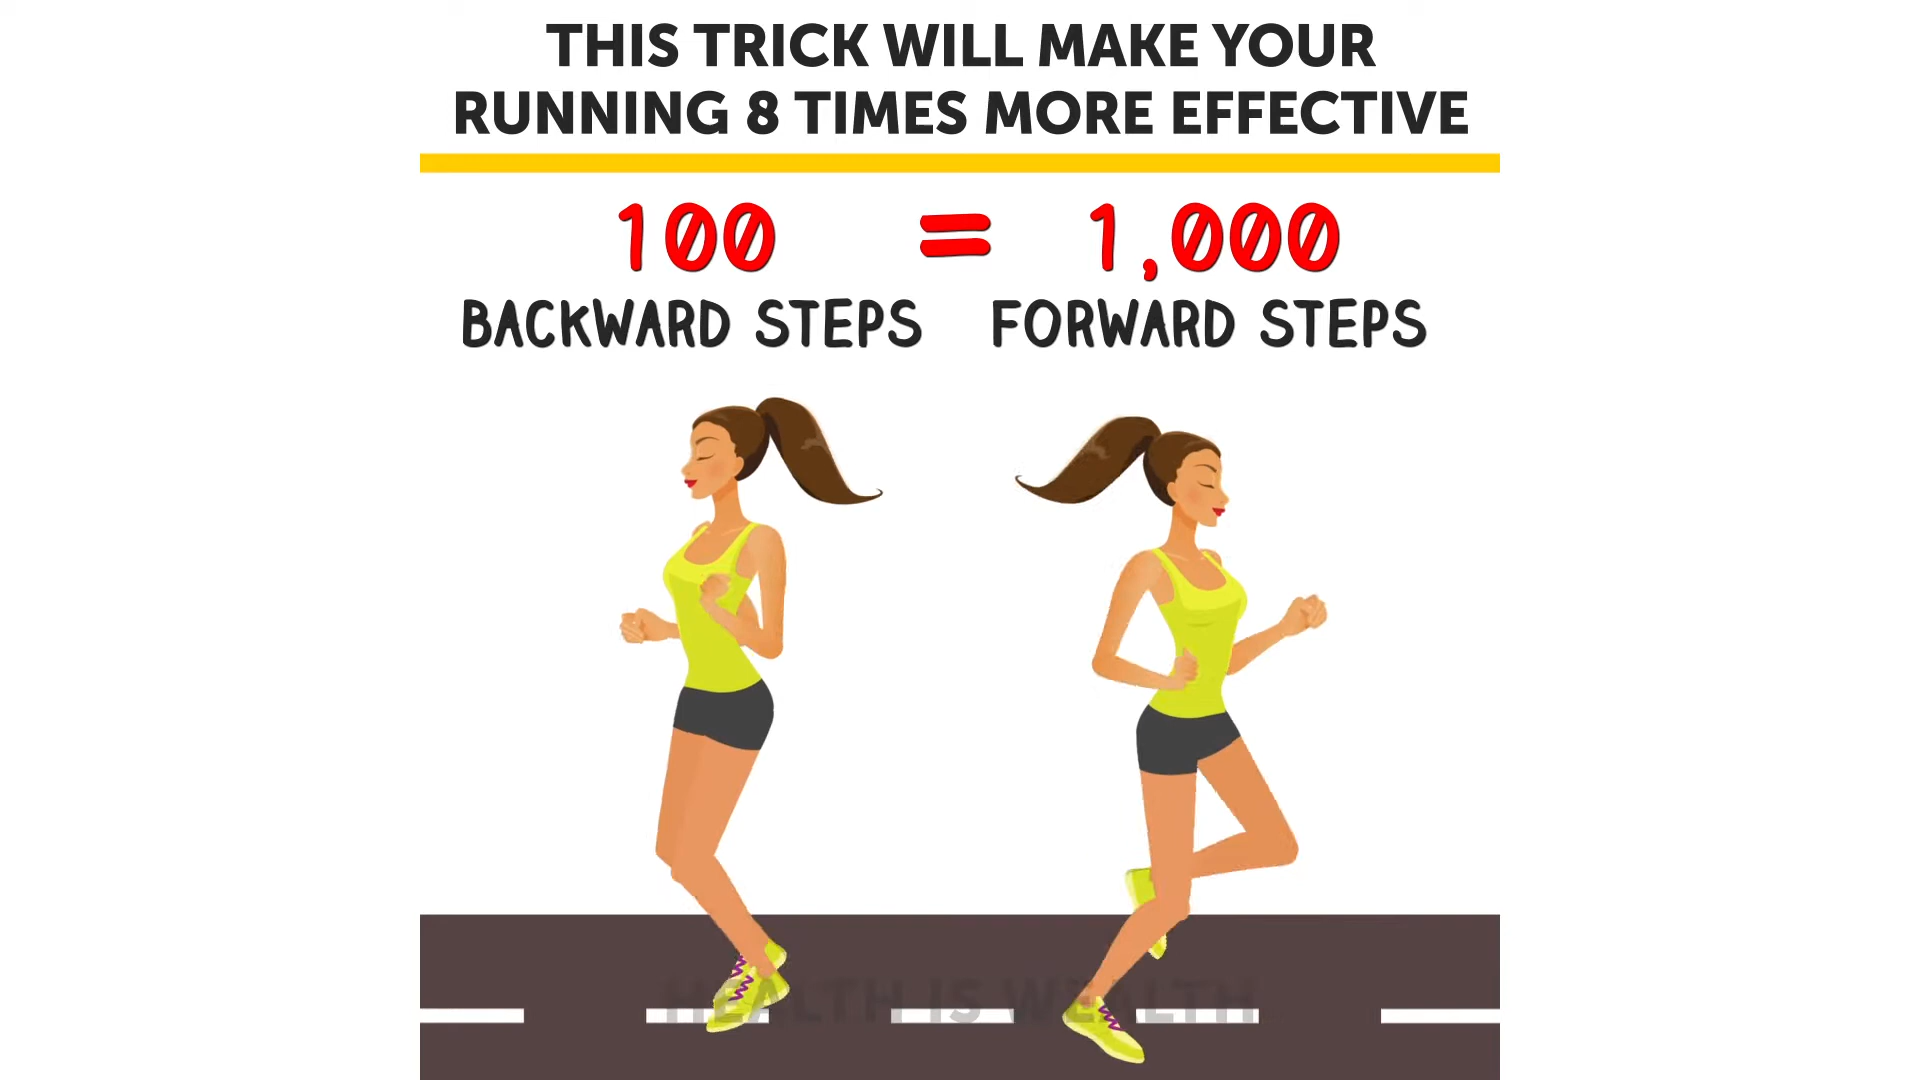 THIS TRICK WILL MAKE YOUR
RUNNING 8 TIMES MORE EFFECTIVE
100 = 1,000
BACKWARD STEPS FORWARD STEPS
HEALTH IS WEALTH